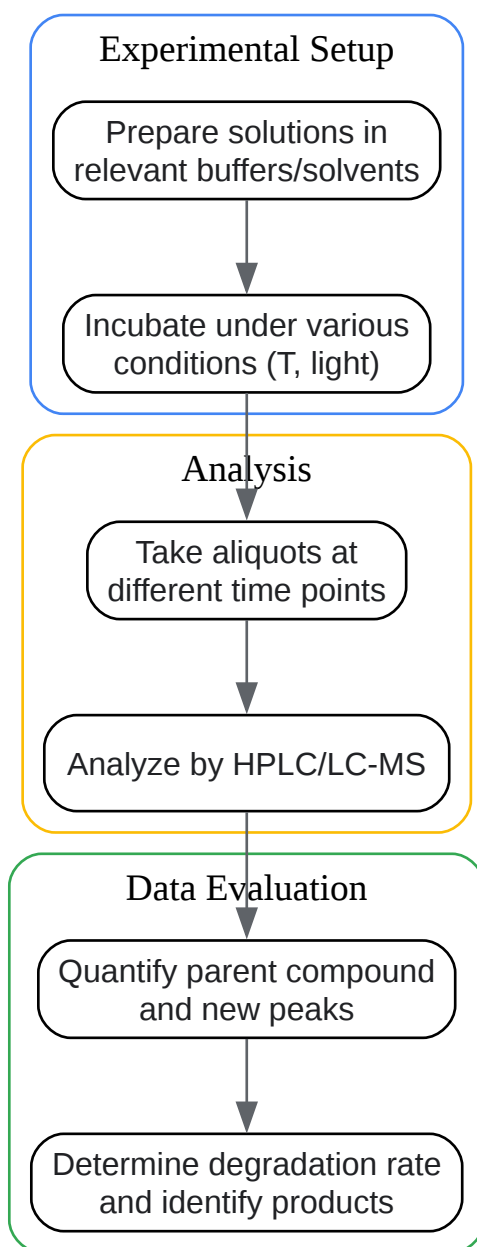 Experimental Setup
Prepare solutions in
relevant buffers/solvents
Incubate under various
conditions (T, light)
Analysis
Take aliquots at
different time points
Analyze by HPLC/LC-MS
Data Evaluation
Quantify parent compound
and new peaks
Determine degradation rate
and identify products